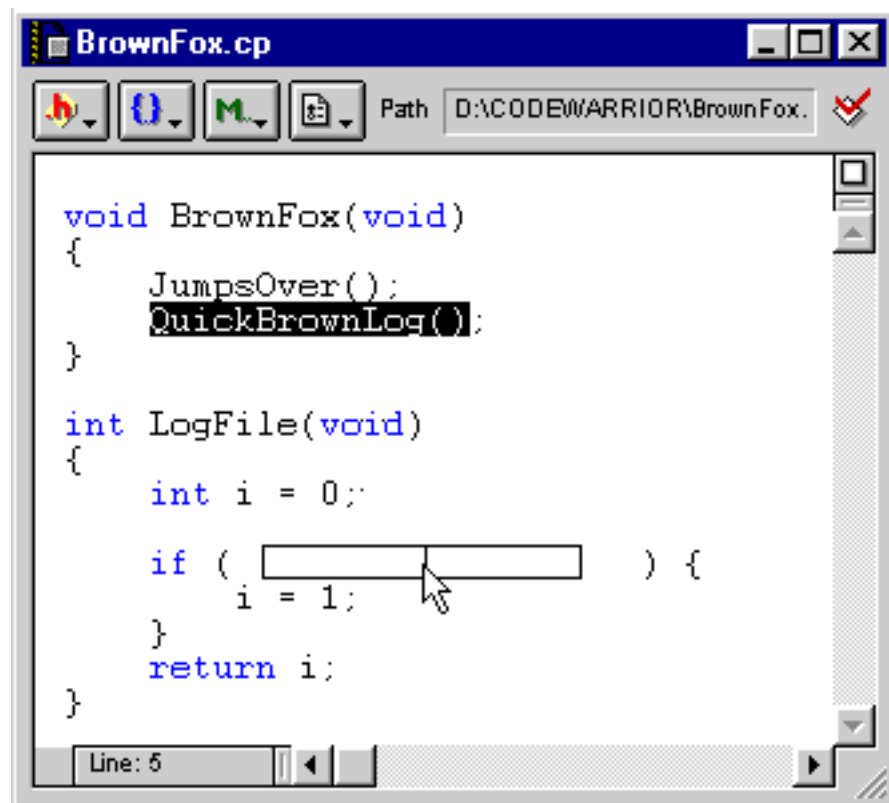 BrownFox.cp
.h {} M.. Path D:\CODEWARRIOR\BrownFox.
void BrownFox(void)
{
JumpsOver();
QuickBrownLog();
}
int LogFile(void)
{
int i = 0;
if ( ) {
i = 1;
}
return i;
}
Line: 5